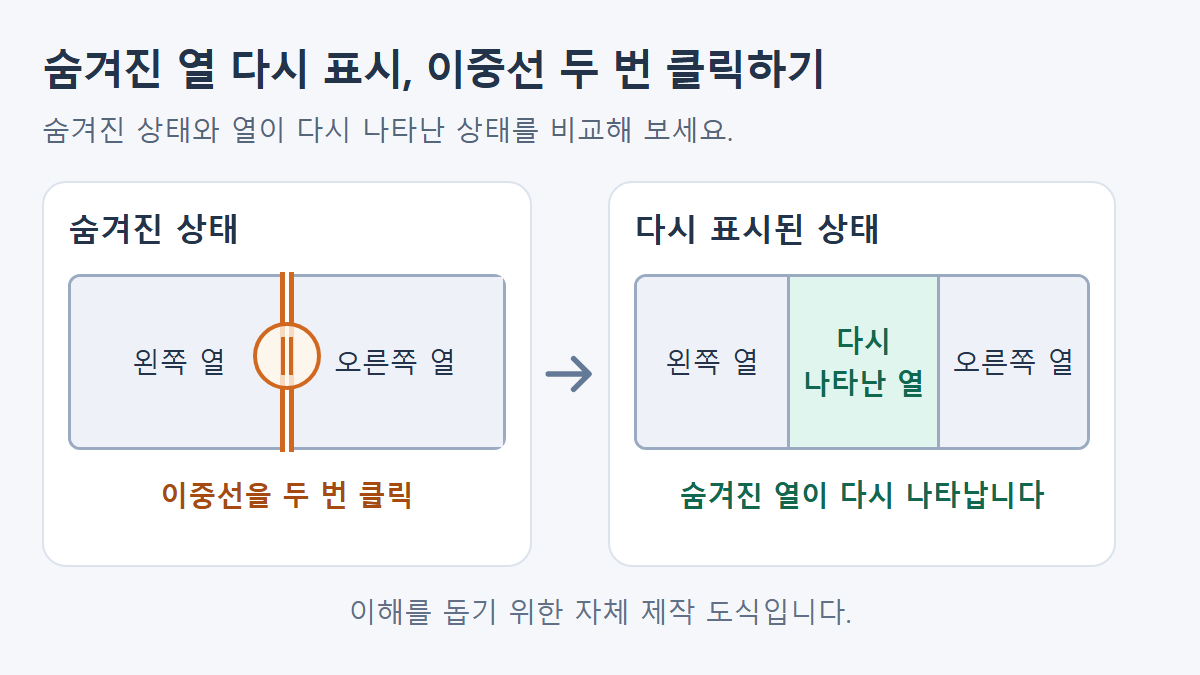 숨겨진 열 다시 표시, 이중선 두 번 클릭하기
숨겨진 상태와 열이 다시 나타난 상태를 비교해 보세요.
숨겨진 상태
왼쪽 열
오른쪽 열
이중선을 두 번 클릭
다시 표시된 상태
왼쪽 열
다시
나타난 열
오른쪽 열
숨겨진 열이 다시 나타납니다
이해를 돕기 위한 자체 제작 도식입니다.